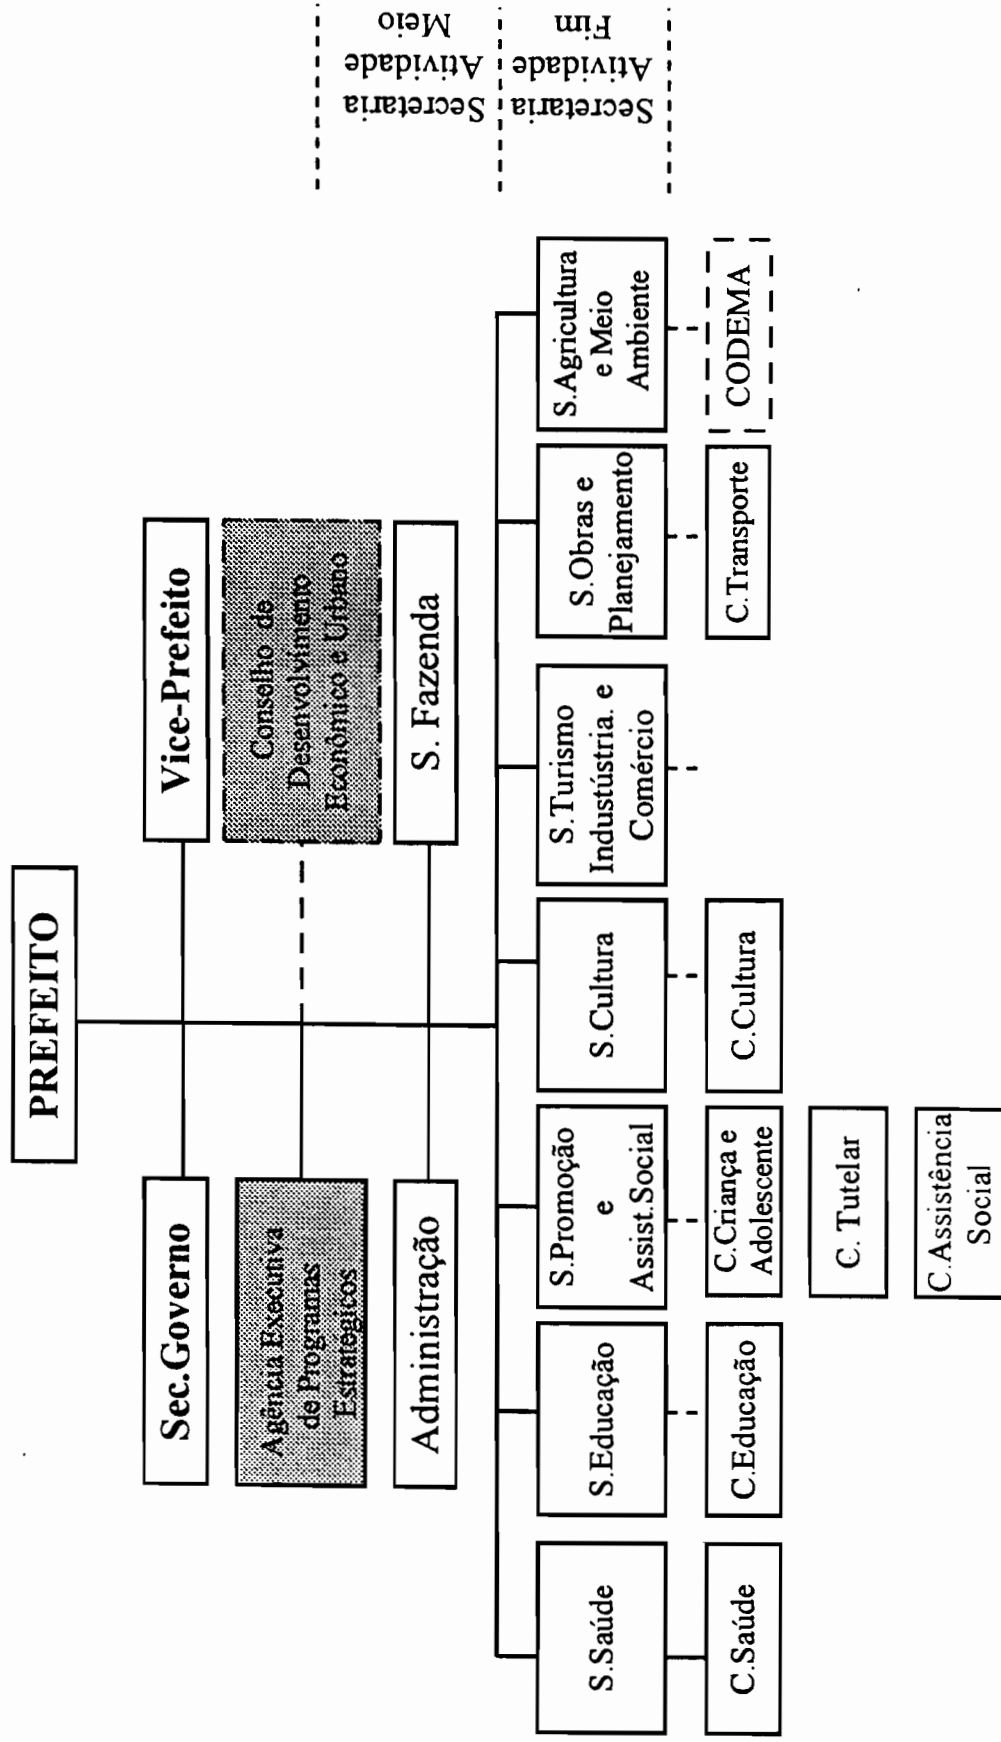 PREFEITO
Sec.Governo
Vice-Prefeito
Agência Executiva
de Programas
Estratégicos
Conselho de
Desenvolvimento
Econômico e Urbano
Administração
S. Fazenda
Secretaria
Atividade
Meio
S.Saúde
S.Educação
S.Promoção
e
Assist.Social
S.Cultura
S.Turismo
Industústria. e
Comércio
S.Obras e
Planejamento
S.Agricultura
e Meio
Ambiente
Secretaria
Atividade
Fim
C.Saúde
C.Educação
C.Criança e
Adolescente
C. Tutelar
C.Assistência
Social
C.Cultura
C.Transporte
CODEMA